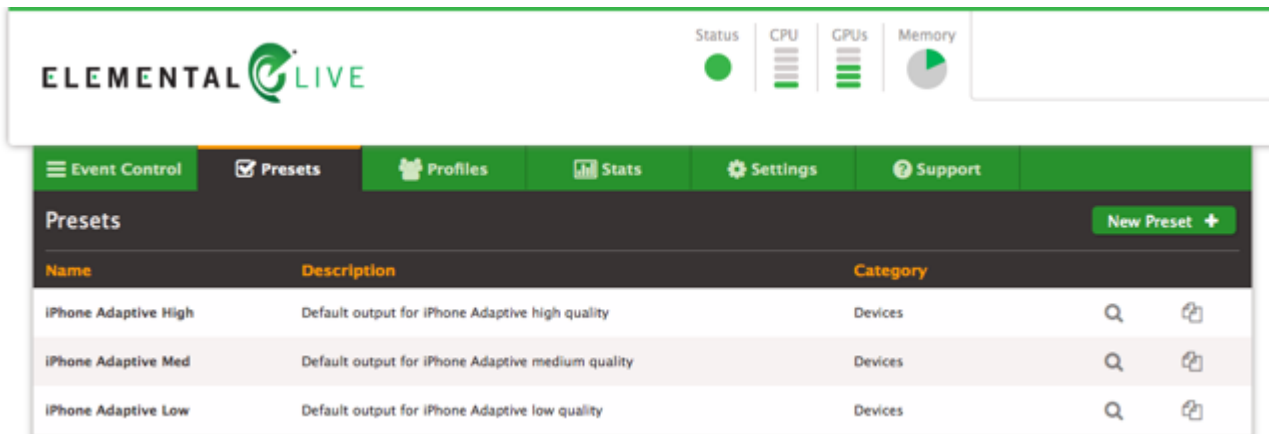 Status CPU GPUs Memory
ELEMENTAL LIVE
Event Control Presets Profiles Stats Settings Support
Presets New Preset
Name Description Category
iPhone Adaptive High Default output for iPhone Adaptive high quality Devices
iPhone Adaptive Med Default output for iPhone Adaptive medium quality Devices
iPhone Adaptive Low Default output for iPhone Adaptive low quality Devices